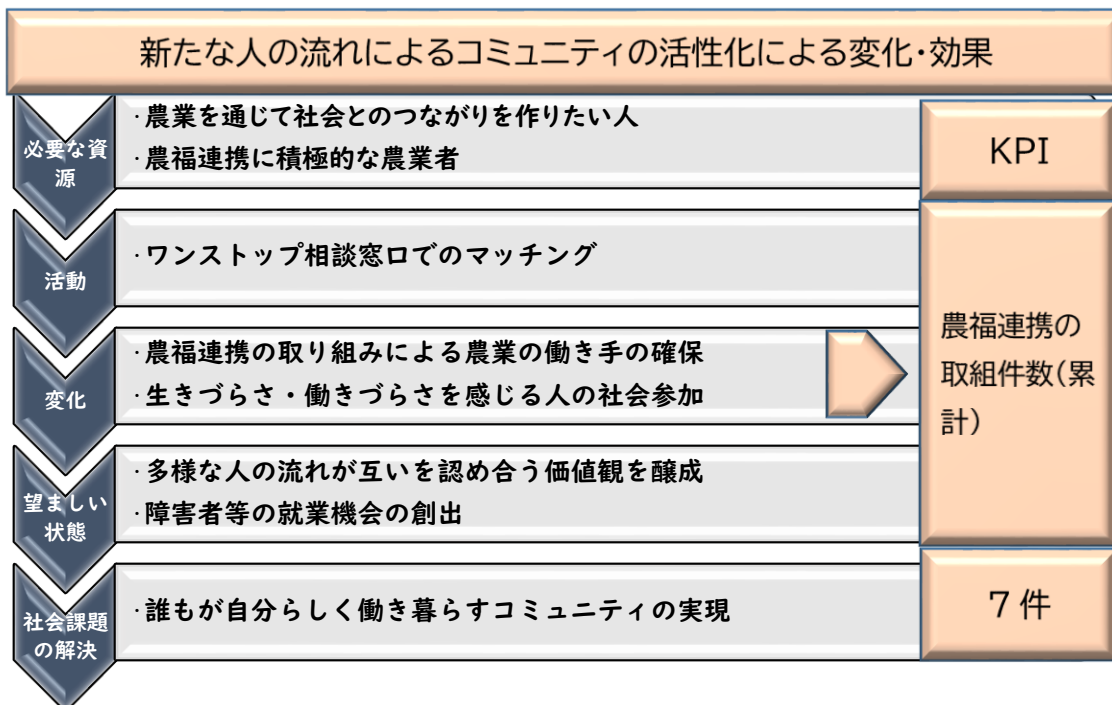 新たな人の流れによるコミュニティの活性化による変化・効果
必要な資
源
・農業を通じて社会とのつながりを作りたい人
・農福連携に積極的な農業者
KPI
活動
・ワンストップ相談窓口でのマッチング
変化
・農福連携の取り組みによる農業の働き手の確保
・生きづらさ・働きづらさを感じる人の社会参加
農福連携の
取組件数(累
計)
望ましい
状態
・多様な人の流れが互いを認め合う価値観を醸成
・障害者等の就業機会の創出
社会課題
の解決
・誰もが自分らしく働き暮らすコミュニティの実現
7件